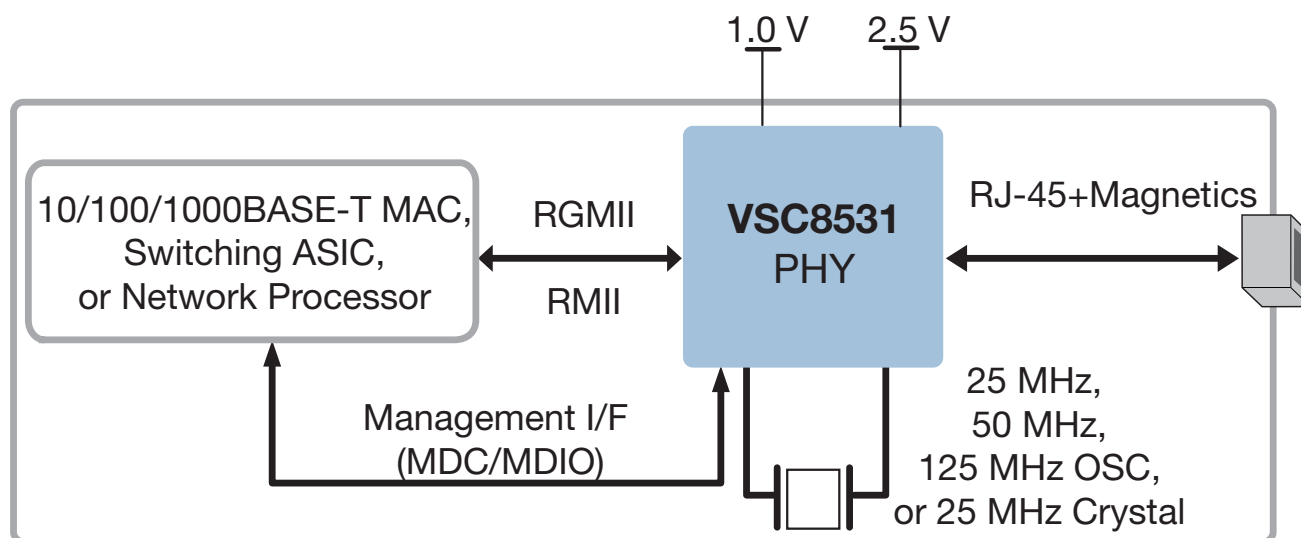 1.0 V
2.5 V
10/100/1000BASE-T MAC,
Switching ASIC,
or Network Processor
RGMII
RMII
VSC8531
PHY
RJ-45+Magnetics
Management I/F
(MDC/MDIO)
25 MHz,
50 MHz,
125 MHz OSC,
or 25 MHz Crystal